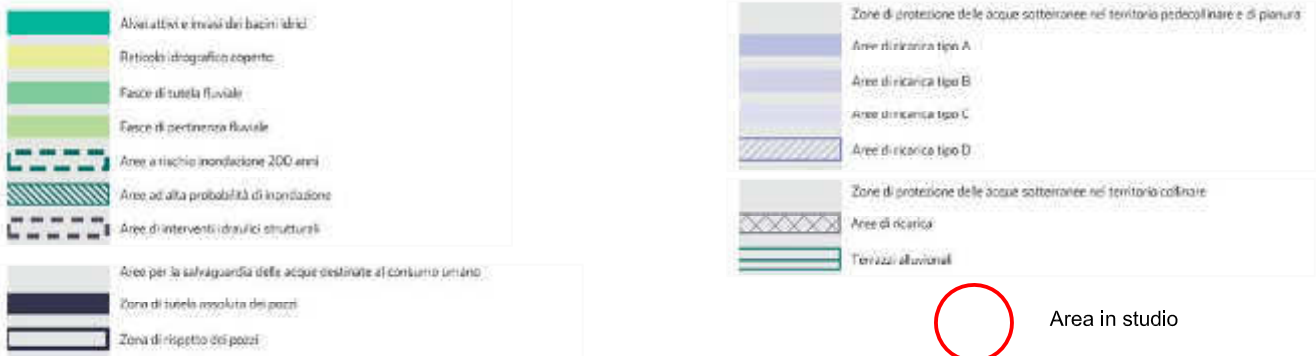 Alvei attivi e invasi dei bacini idrici
Reticolo idrografico coperto
Fasce di tutela fluviale
Fasce di pertinenza fluviale
Aree a rischio inondazione 200 anni
Aree ad alta probabilità di inondazione
Aree di interventi idraulici strutturali
Aree per la salvaguardia delle acque destinate al consumo umano
Zona di tutela assoluta dei pozzi
Zona di rispetto dei pozzi
Zone di protezione delle acque sotterranee nel territorio pedecollinare e di pianura
Aree di ricarica tipo A
Aree di ricarica tipo B
Aree di ricarica tipo C
Aree di ricarica tipo D
Zone di protezione delle acque sotterranee nel territorio collinare
Aree di ricarica
Terrazzi alluvionali
Area in studio